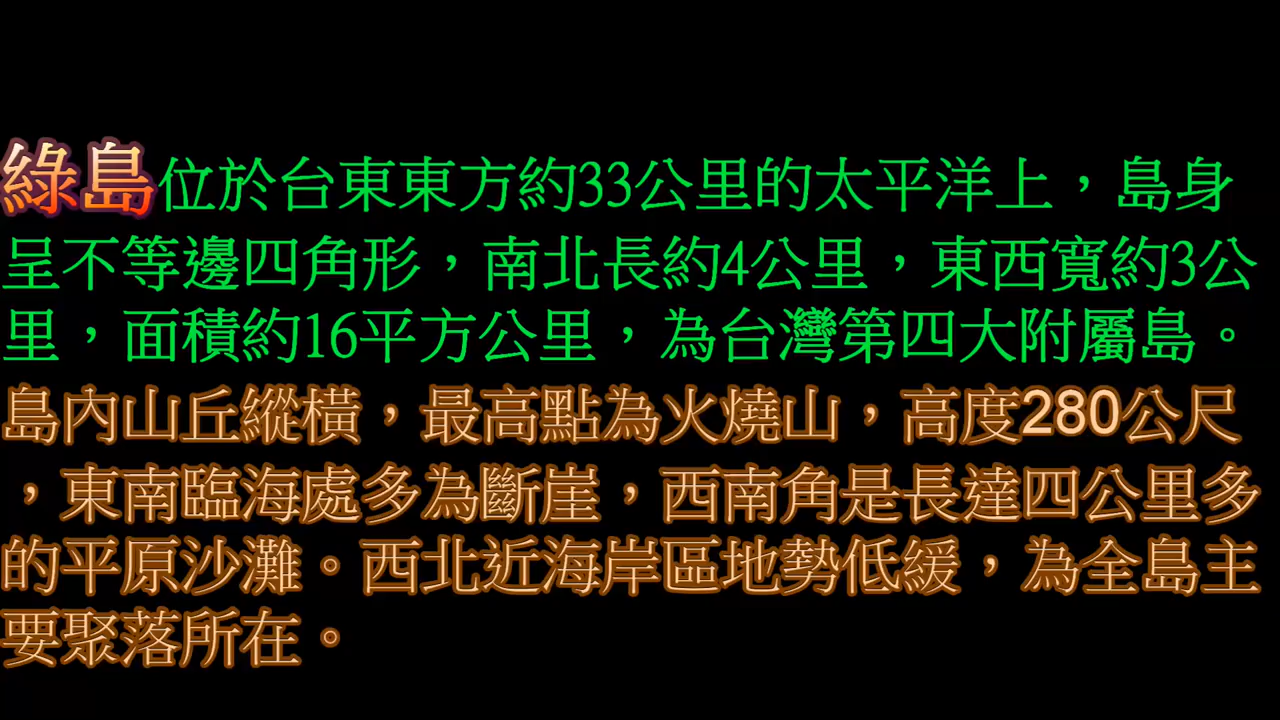 綠島位於台東東方約33公里的太平洋上，島身
呈不等邊四角形，南北長約4公里，東西寬約3公
里，面積約16平方公里，為台灣第四大附屬島。
島內山丘縱橫，最高點為火燒山，高度280公尺
，東南臨海處多為斷崖，西南角是長達四公里多
的平原沙灘。西北近海岸區地勢低緩，為全島主
要聚落所在。